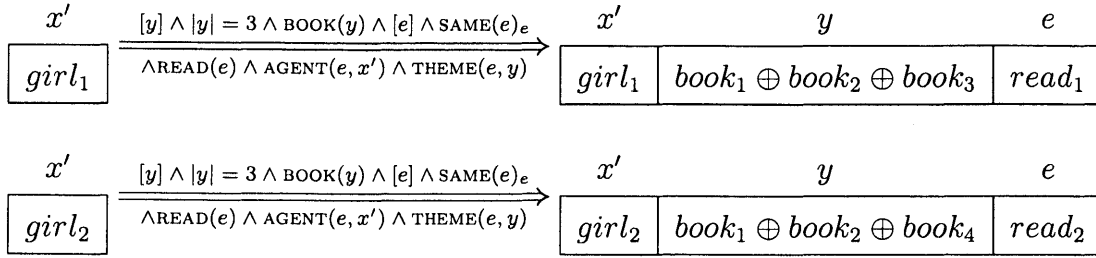 x′ [y] ∧ |y| = 3 ∧ BOOK(y) ∧ [e] ∧ SAME(e)ₑ x′ y e
girl₁ ∧READ(e) ∧ AGENT(e, x′) ∧ THEME(e, y) girl₁ book₁ ⊕ book₂ ⊕ book₃ read₁
x′ [y] ∧ |y| = 3 ∧ BOOK(y) ∧ [e] ∧ SAME(e)ₑ x′ y e
girl₂ ∧READ(e) ∧ AGENT(e, x′) ∧ THEME(e, y) girl₂ book₁ ⊕ book₂ ⊕ book₄ read₂